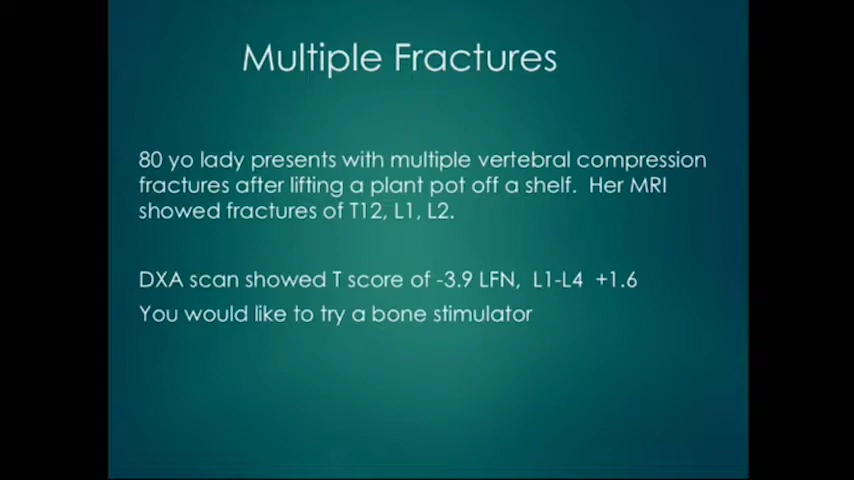 Multiple Fractures
80 yo lady presents with multiple vertebral compression
fractures after lifting a plant pot off a shelf. Her MRI
showed fractures of T12, L1, L2.
DXA scan showed T score of -3.9 LFN, L1-L4 +1.6
You would like to try a bone stimulator